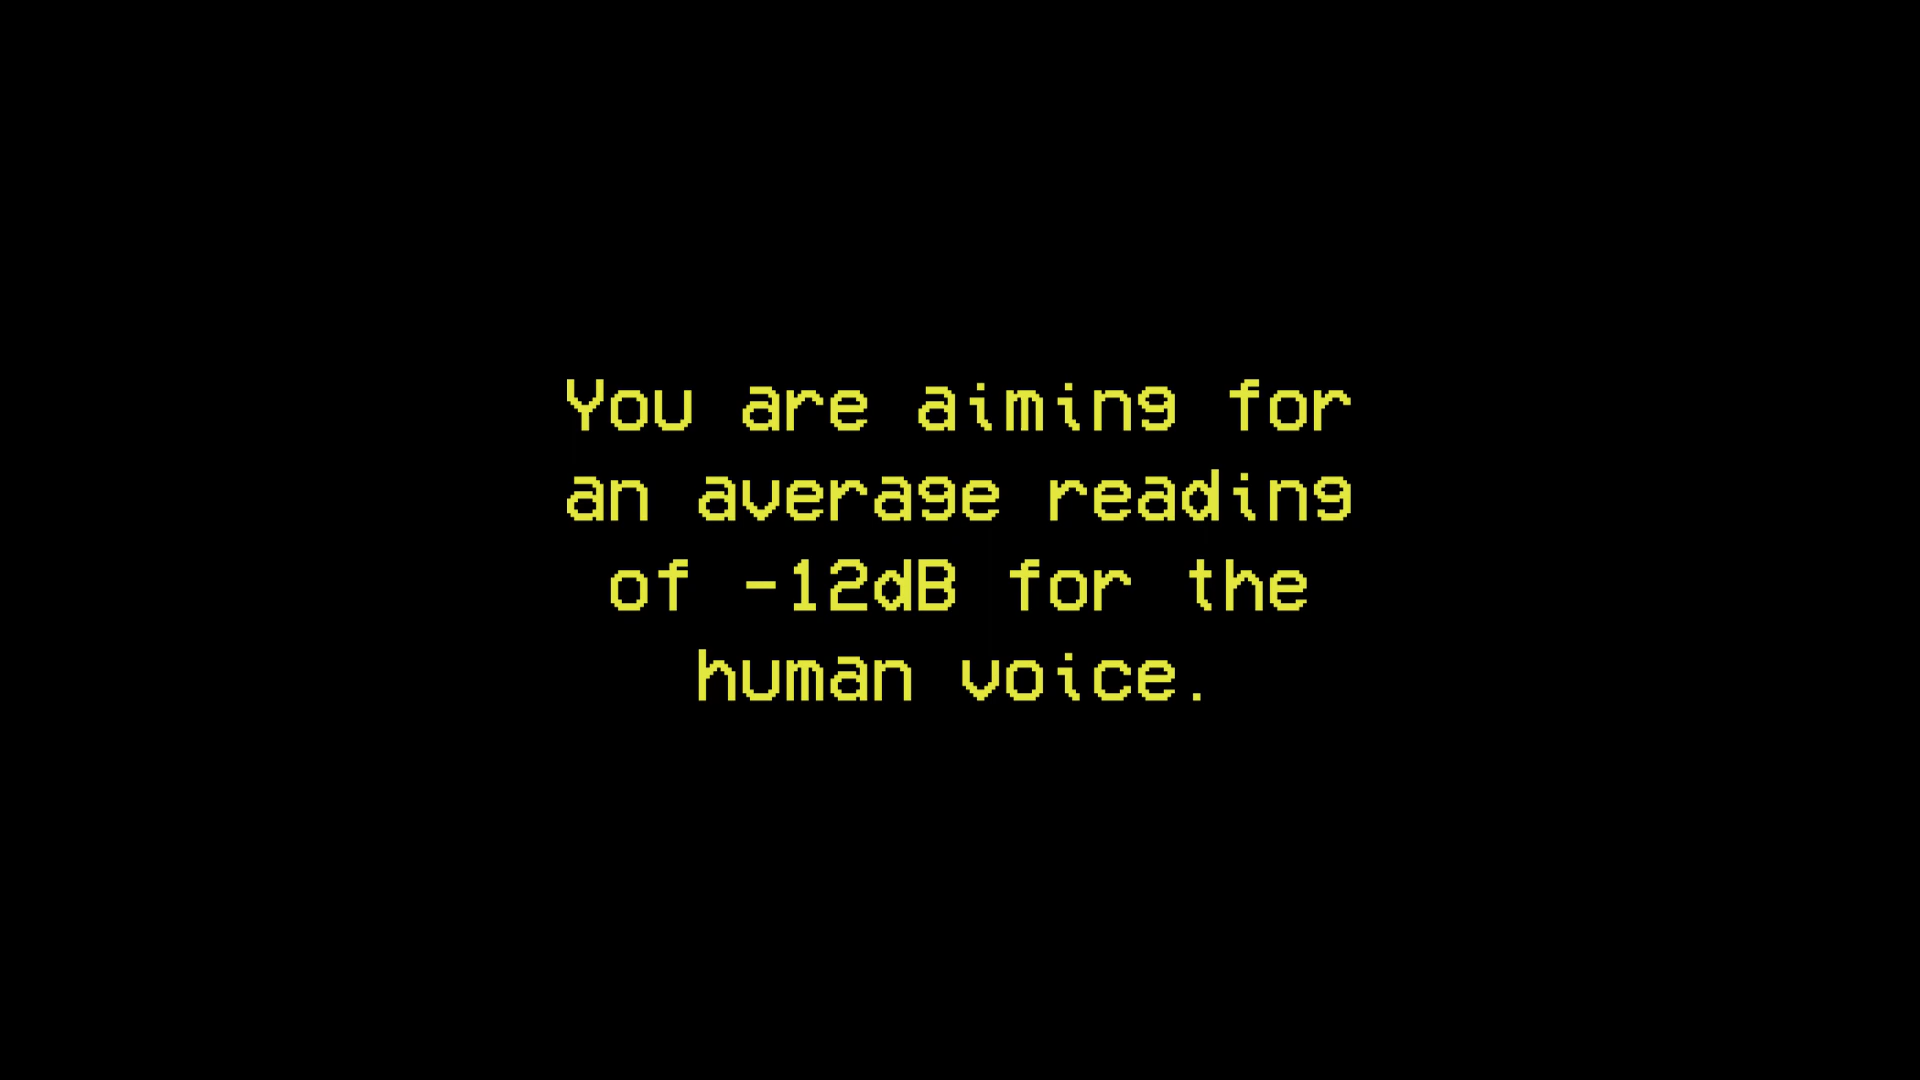 You are aiming for
an average reading
of -12dB for the
human voice.